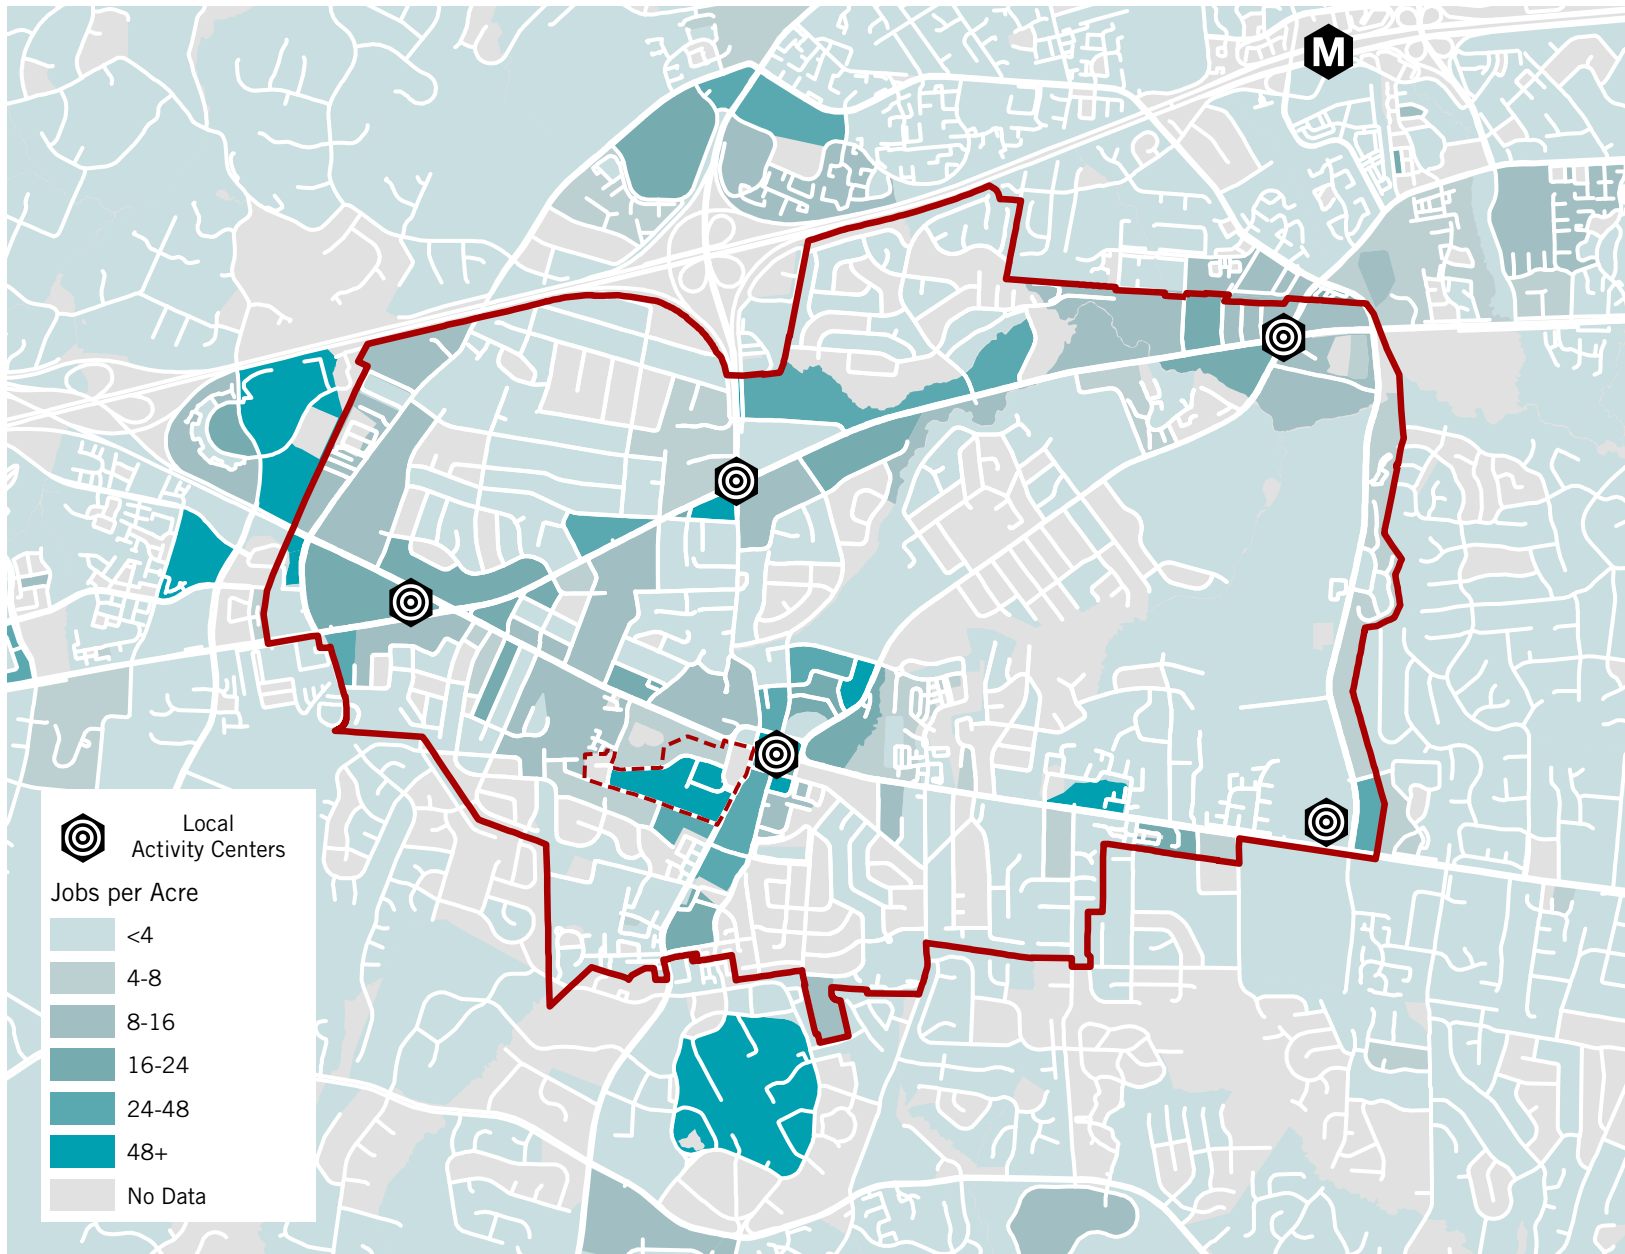 M
Local
Activity Centers
Jobs per Acre
<4
4-8
8-16
16-24
24-48
48+
No Data